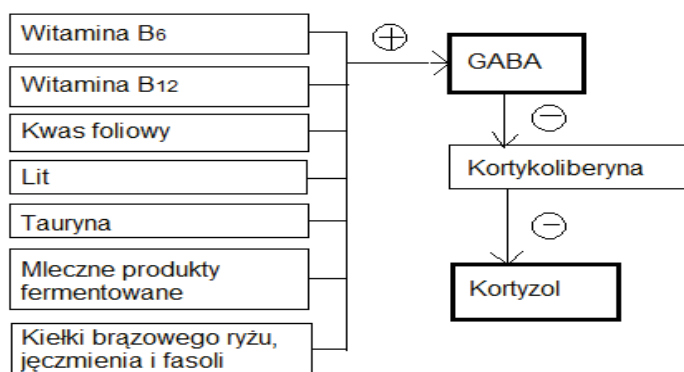 Witamina B6
Witamina B12
Kwas foliowy
Lit
Tauryna
Mleczne produkty
fermentowane
Kiełki brązowego ryżu,
jęczmienia i fasoli
+
GABA
−
Kortykoliberyna
−
Kortyzol